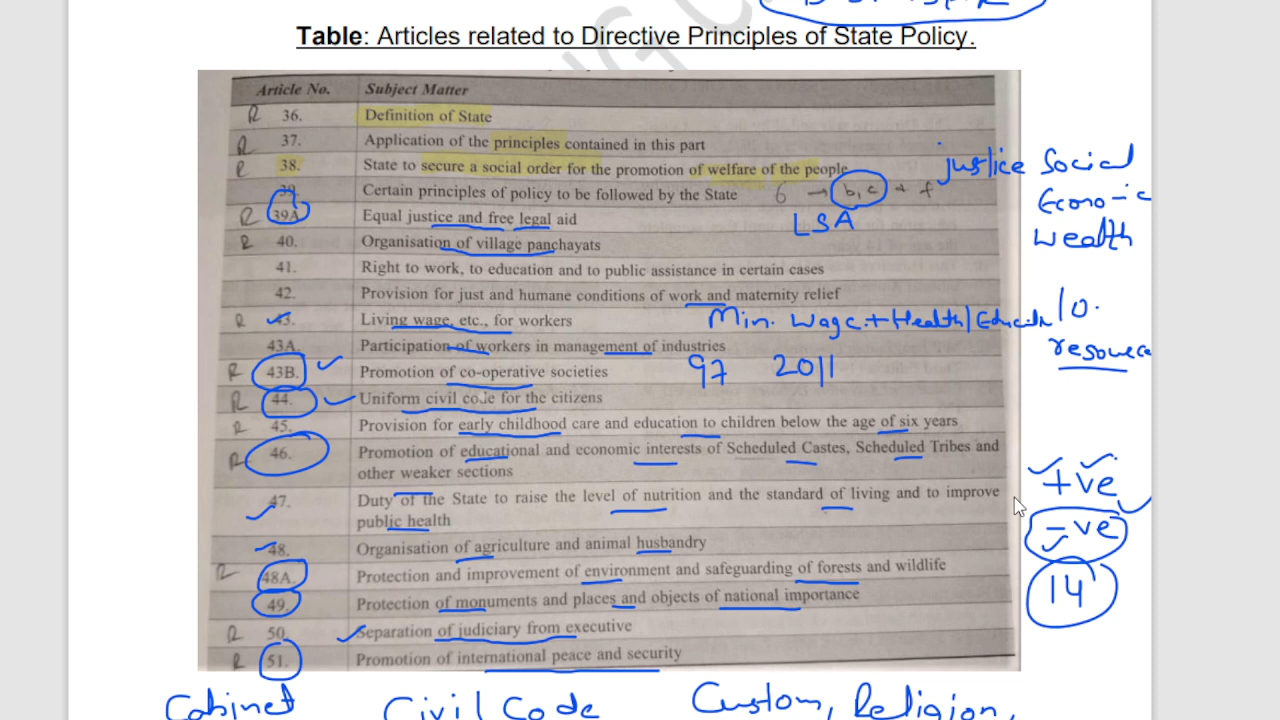 Table: Articles related to Directive Principles of State Policy.
Article No. Subject Matter
R 36. Definition of State
R 37. Application of the principles contained in this part
R 38. State to secure a social order for the promotion of welfare of the people
justice Social
Economic
Wealth
39. Certain principles of policy to be followed by the State 6 → b, c + f
R 39A Equal justice and free legal aid LSA
R 40. Organisation of village panchayats
41. Right to work, to education and to public assistance in certain cases
42. Provision for just and humane conditions of work and maternity relief
R 43. Living wage, etc., for workers Min. Wage + Health/Education
resource
43A. Participation of workers in management of industries
R 43B. Promotion of co-operative societies 97 2011
R 44. Uniform civil code for the citizens
R 45. Provision for early childhood care and education to children below the age of six years
R 46. Promotion of educational and economic interests of Scheduled Castes, Scheduled Tribes and
other weaker sections
+ve
47. Duty of the State to raise the level of nutrition and the standard of living and to improve
public health
-ve
48. Organisation of agriculture and animal husbandry
R 48A. Protection and improvement of environment and safeguarding of forests and wildlife
14
49. Protection of monuments and places and objects of national importance
R 50. Separation of judiciary from executive
R 51. Promotion of international peace and security
Cabinet Civil Code Custom, Religion,